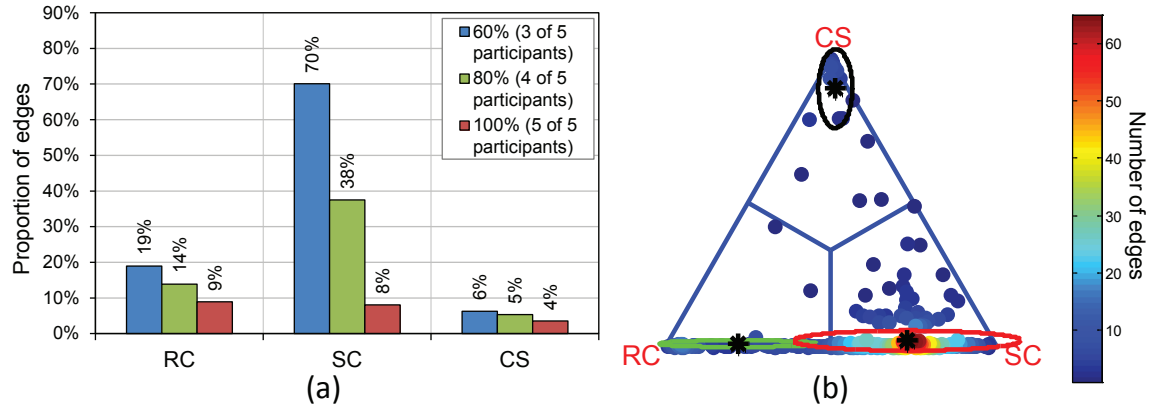 90%
80%
70%
60%
50%
40%
30%
20%
10%
0%
Proportion of edges
19%
14%
9%
70%
38%
8%
6%
5%
4%
RC
SC
CS
60% (3 of 5
participants)
80% (4 of 5
participants)
100% (5 of 5
participants)
(a)
CS
RC
SC
(b)
60
50
40
30
20
10
Number of edges